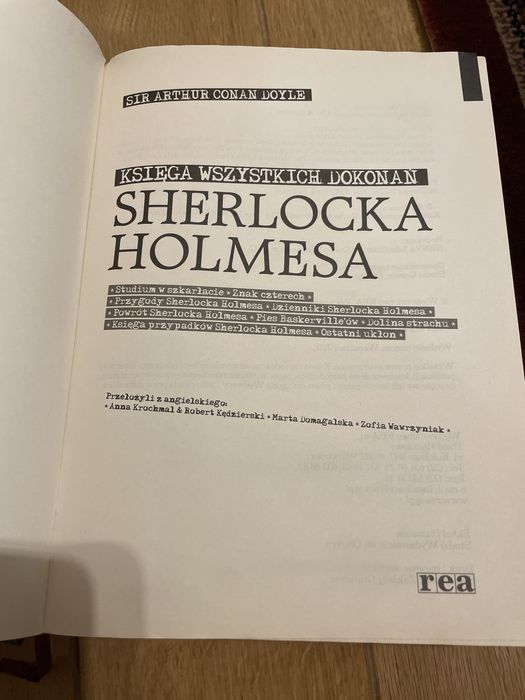 SIR ARTHUR CONAN DOYLE
KSIĘGA WSZYSTKICH DOKONAŃ
SHERLOCKA
HOLMESA
• Studium w szkarłacie • Znak czterech •
• Przygody Sherlocka Holmesa • Dzienniki Sherlocka Holmesa •
• Powrót Sherlocka Holmesa • Pies Baskerville'ów • Dolina strachu •
• Księga przypadków Sherlocka Holmesa • Ostatni ukłon •
Przełożyli z angielskiego:
• Anna Krochmal & Robert Kędzierski • Marta Domagalska • Zofia Wawrzyniak •
rea